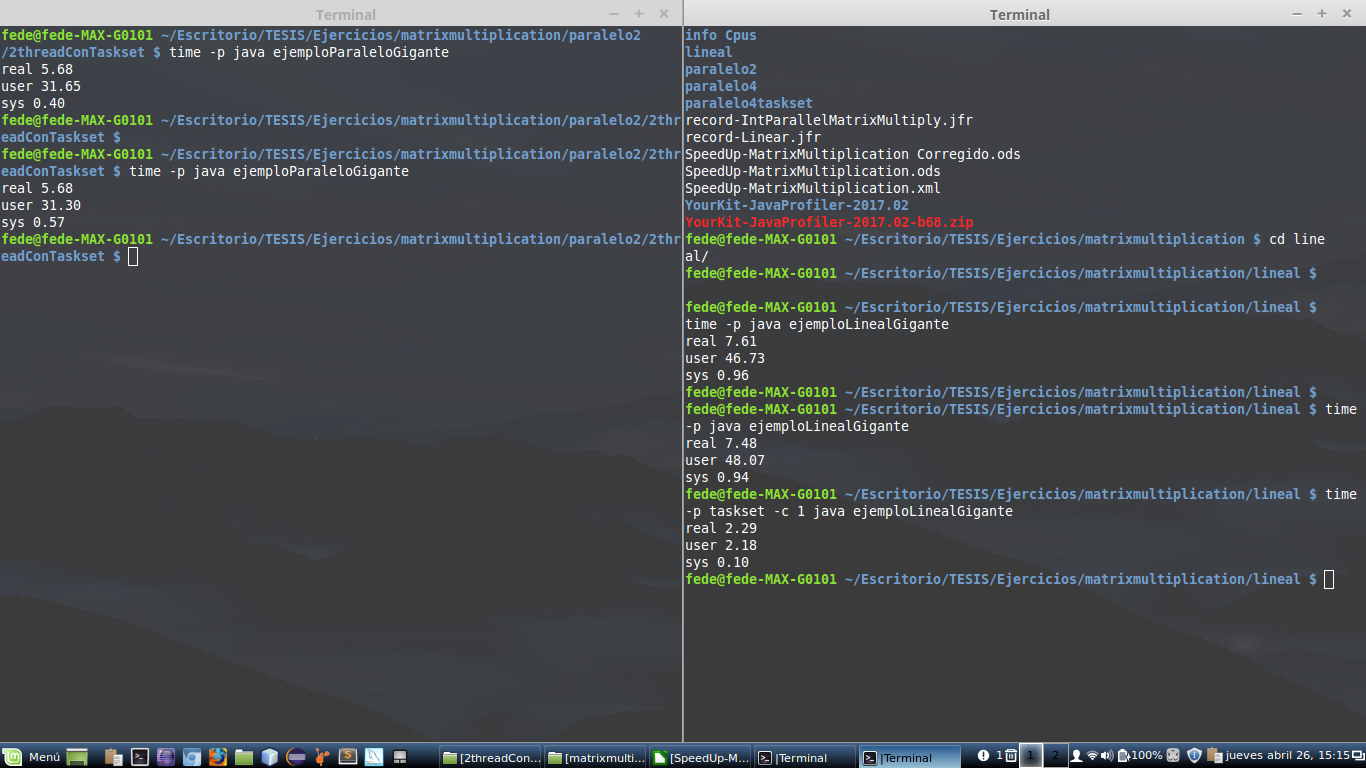 Terminal
fede@fede-MAX-G0101 ~/Escritorio/TESIS/Ejercicios/matrixmultiplication/paralelo2
/2threadConTaskset $ time -p java ejemploParaleloGigante
real 5.68
user 31.65
sys 0.40
fede@fede-MAX-G0101 ~/Escritorio/TESIS/Ejercicios/matrixmultiplication/paralelo2/2thr
eadConTaskset $
fede@fede-MAX-G0101 ~/Escritorio/TESIS/Ejercicios/matrixmultiplication/paralelo2/2thr
eadConTaskset $ time -p java ejemploParaleloGigante
real 5.68
user 31.30
sys 0.57
fede@fede-MAX-G0101 ~/Escritorio/TESIS/Ejercicios/matrixmultiplication/paralelo2/2thr
eadConTaskset $
Terminal
info Cpus
lineal
paralelo2
paralelo4
paralelo4taskset
record-IntParallelMatrixMultiply.jfr
record-Linear.jfr
SpeedUp-MatrixMultiplication Corregido.ods
SpeedUp-MatrixMultiplication.ods
SpeedUp-MatrixMultiplication.xml
YourKit-JavaProfiler-2017.02
YourKit-JavaProfiler-2017.02-b68.zip
fede@fede-MAX-G0101 ~/Escritorio/TESIS/Ejercicios/matrixmultiplication $ cd line
al/
fede@fede-MAX-G0101 ~/Escritorio/TESIS/Ejercicios/matrixmultiplication/lineal $
fede@fede-MAX-G0101 ~/Escritorio/TESIS/Ejercicios/matrixmultiplication/lineal $
time -p java ejemploLinealGigante
real 7.61
user 46.73
sys 0.96
fede@fede-MAX-G0101 ~/Escritorio/TESIS/Ejercicios/matrixmultiplication/lineal $
fede@fede-MAX-G0101 ~/Escritorio/TESIS/Ejercicios/matrixmultiplication/lineal $ time
-p java ejemploLinealGigante
real 7.48
user 48.07
sys 0.94
fede@fede-MAX-G0101 ~/Escritorio/TESIS/Ejercicios/matrixmultiplication/lineal $ time
-p taskset -c 1 java ejemploLinealGigante
real 2.29
user 2.18
sys 0.10
fede@fede-MAX-G0101 ~/Escritorio/TESIS/Ejercicios/matrixmultiplication/lineal $
Menú [2threadCon... [matrixmulti... [SpeedUp-M... |Terminal |Terminal 1 1 2 100% jueves abril 26, 15:15